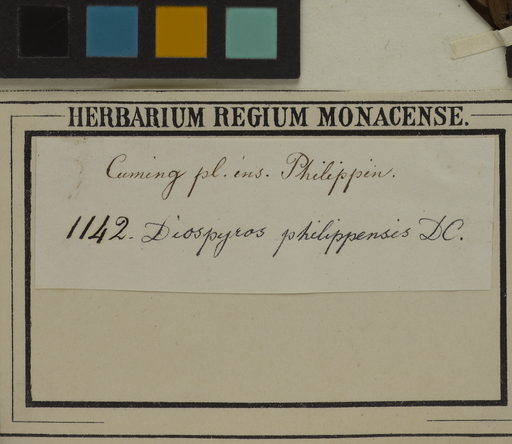 HERBARIUM REGIUM MONACENSE.
Cuming pl. ins. Philippin.
1142. Diospyros philippensis DC.